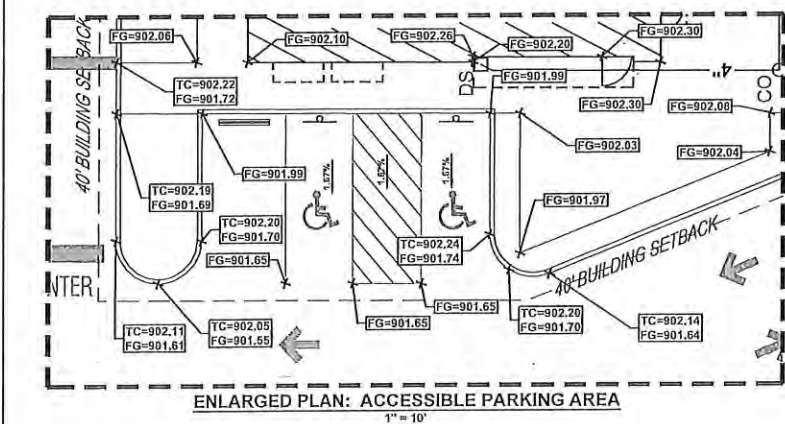 FG=902.06
FG=902.10
FG=902.26
FG=902.20
FG=902.30
40' BUILDING SETBACK
TC=902.22
FG=901.72
DS
FG=901.99
4"
CO
FG=902.30
FG=902.08
FG=902.03
FG=902.04
TC=902.19
FG=901.69
FG=901.99
1.67%
1.67%
1.67%
TC=902.20
FG=901.70
FG=901.65
TC=902.24
FG=901.74
FG=901.97
40' BUILDING SETBACK
NTER
TC=902.11
FG=901.61
TC=902.05
FG=901.55
FG=901.65
FG=901.65
TC=902.20
FG=901.70
TC=902.14
FG=901.64
ENLARGED PLAN: ACCESSIBLE PARKING AREA
1" = 10'